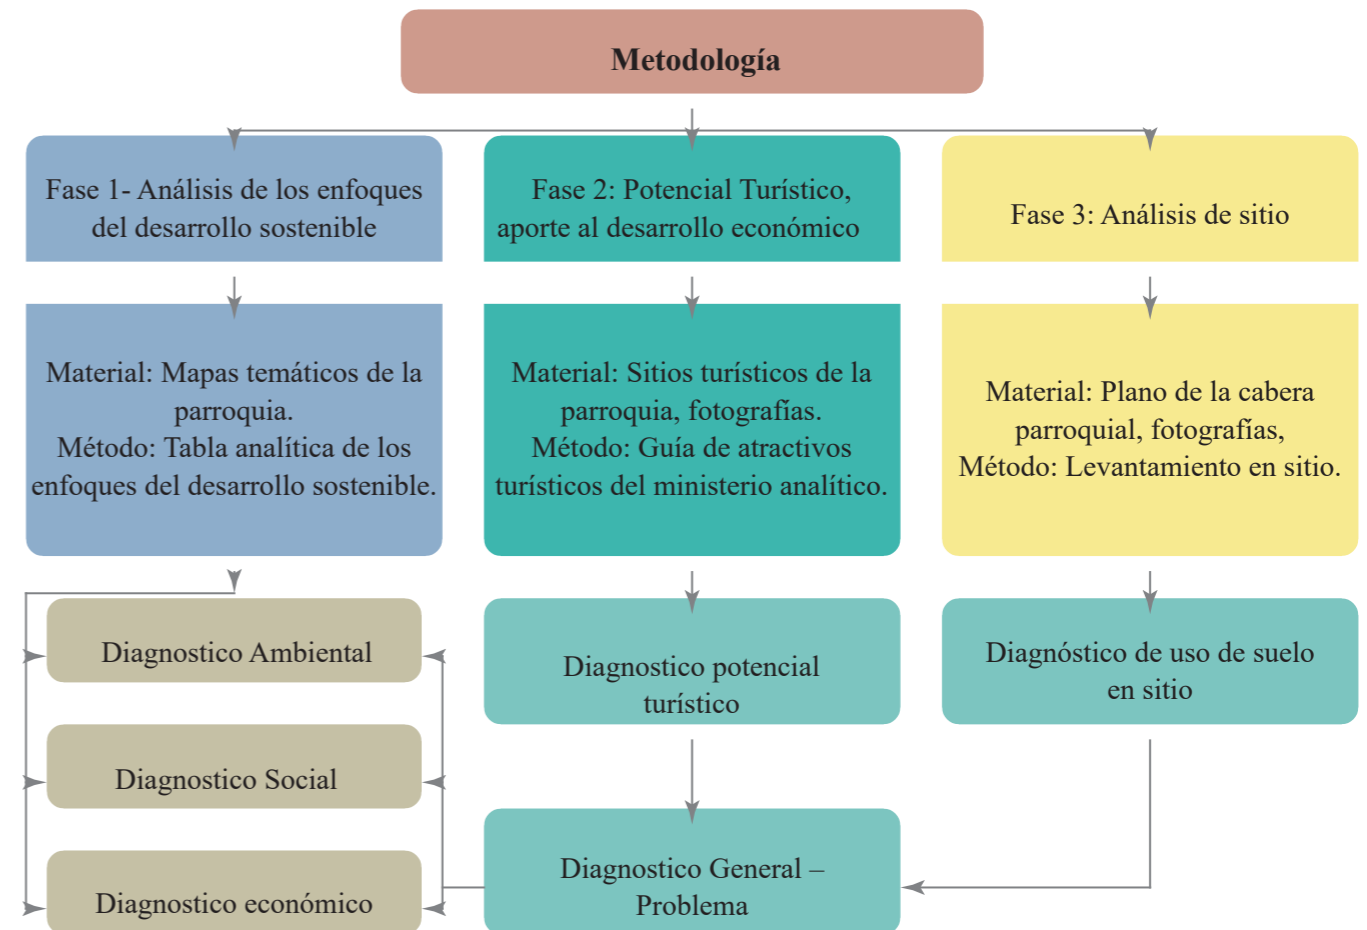 Metodología
Fase 1- Análisis de los enfoques
del desarrollo sostenible
Fase 2: Potencial Turístico,
aporte al desarrollo económico
Fase 3: Análisis de sitio
Material: Mapas temáticos de la
parroquia.
Método: Tabla analítica de los
enfoques del desarrollo sostenible.
Material: Sitios turísticos de la
parroquia, fotografías.
Método: Guía de atractivos
turísticos del ministerio analítico.
Material: Plano de la cabera
parroquial, fotografías,
Método: Levantamiento en sitio.
Diagnostico Ambiental
Diagnostico Social
Diagnostico económico
Diagnostico potencial
turístico
Diagnóstico de uso de suelo
en sitio
Diagnostico General –
Problema